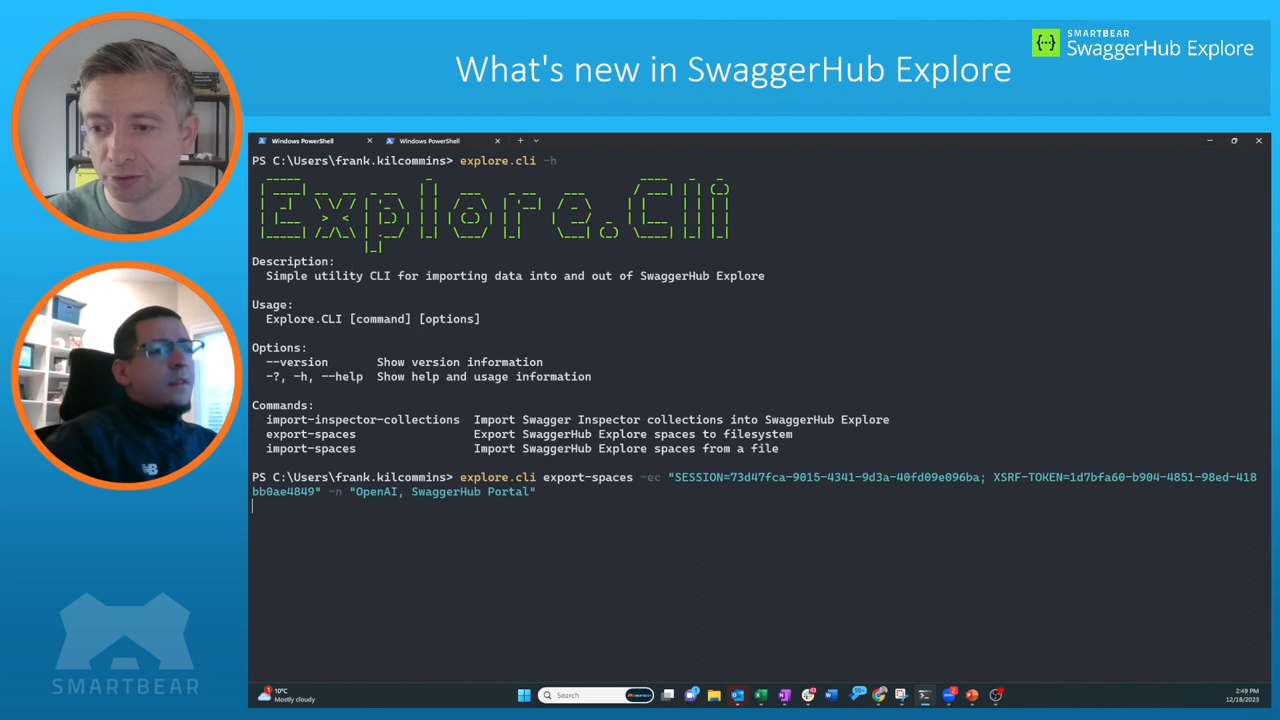 What's new in SwaggerHub Explore
SMARTBEAR
SwaggerHub Explore
Windows PowerShell
Windows PowerShell
PS C:\Users\frank.kilcommins> explore.cli -h
Explore.Cli
Description:
Simple utility CLI for importing data into and out of SwaggerHub Explore
Usage:
Explore.CLI [command] [options]
Options:
--version Show version information
-?, -h, --help Show help and usage information
Commands:
import-inspector-collections Import Swagger Inspector collections into SwaggerHub Explore
export-spaces Export SwaggerHub Explore spaces to filesystem
import-spaces Import SwaggerHub Explore spaces from a file
PS C:\Users\frank.kilcommins> explore.cli export-spaces -ec "SESSION=73d47fca-9015-4341-9d3a-40fd09e096ba; XSRF-TOKEN=1d7bfa60-b904-4851-98ed-418
bb0ae4849" -n "OpenAI, SwaggerHub Portal"
SMARTBEAR
10°C
Mostly cloudy
Search
2:49 PM
12/18/2023